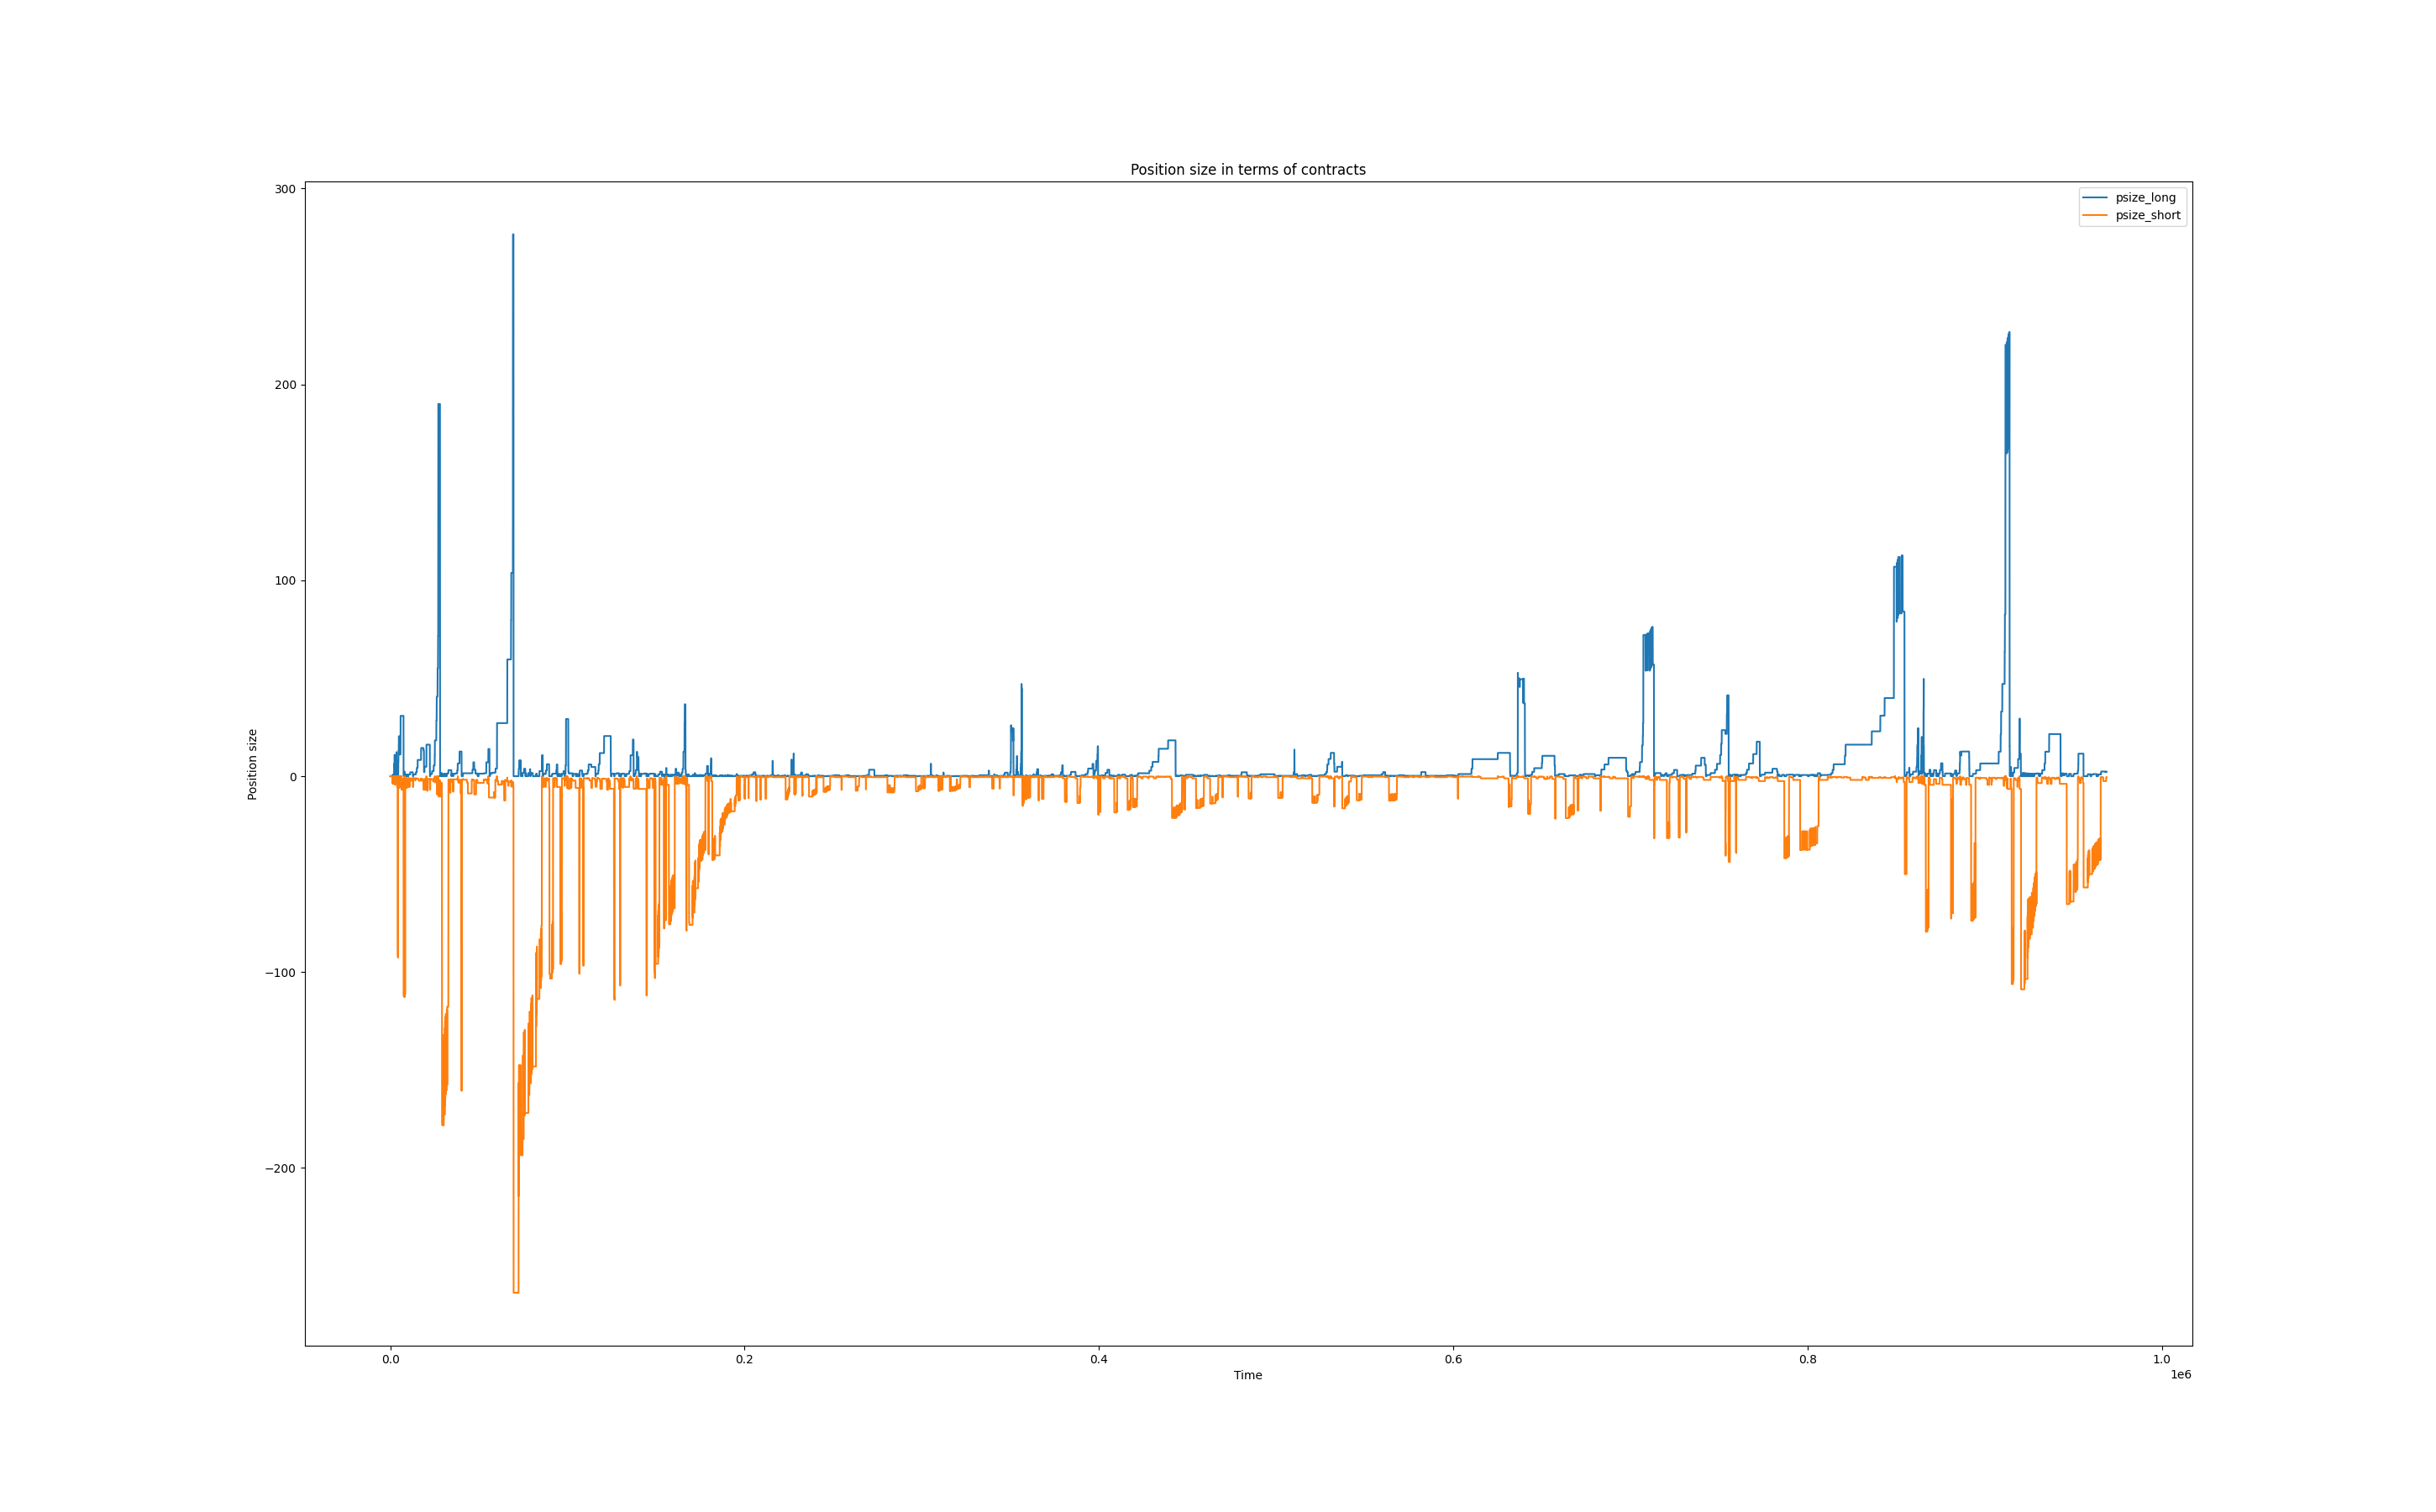 Position size in terms of contracts
psize_long
psize_short
300
200
100
0
−100
−200
Position size
0.0
0.2
0.4
0.6
0.8
1.0
1e6
Time